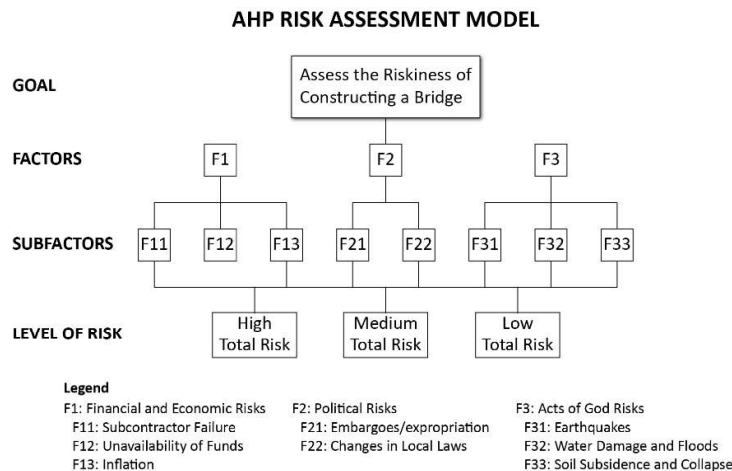 AHP RISK ASSESSMENT MODEL
GOAL
Assess the Riskiness of
Constructing a Bridge
FACTORS
F1
F2
F3
SUBFACTORS
F11
F12
F13
F21
F22
F31
F32
F33
LEVEL OF RISK
High
Total Risk
Medium
Total Risk
Low
Total Risk
Legend
F1: Financial and Economic Risks
F11: Subcontractor Failure
F12: Unavailability of Funds
F13: Inflation
F2: Political Risks
F21: Embargoes/expropriation
F22: Changes in Local Laws
F3: Acts of God Risks
F31: Earthquakes
F32: Water Damage and Floods
F33: Soil Subsidence and Collapse